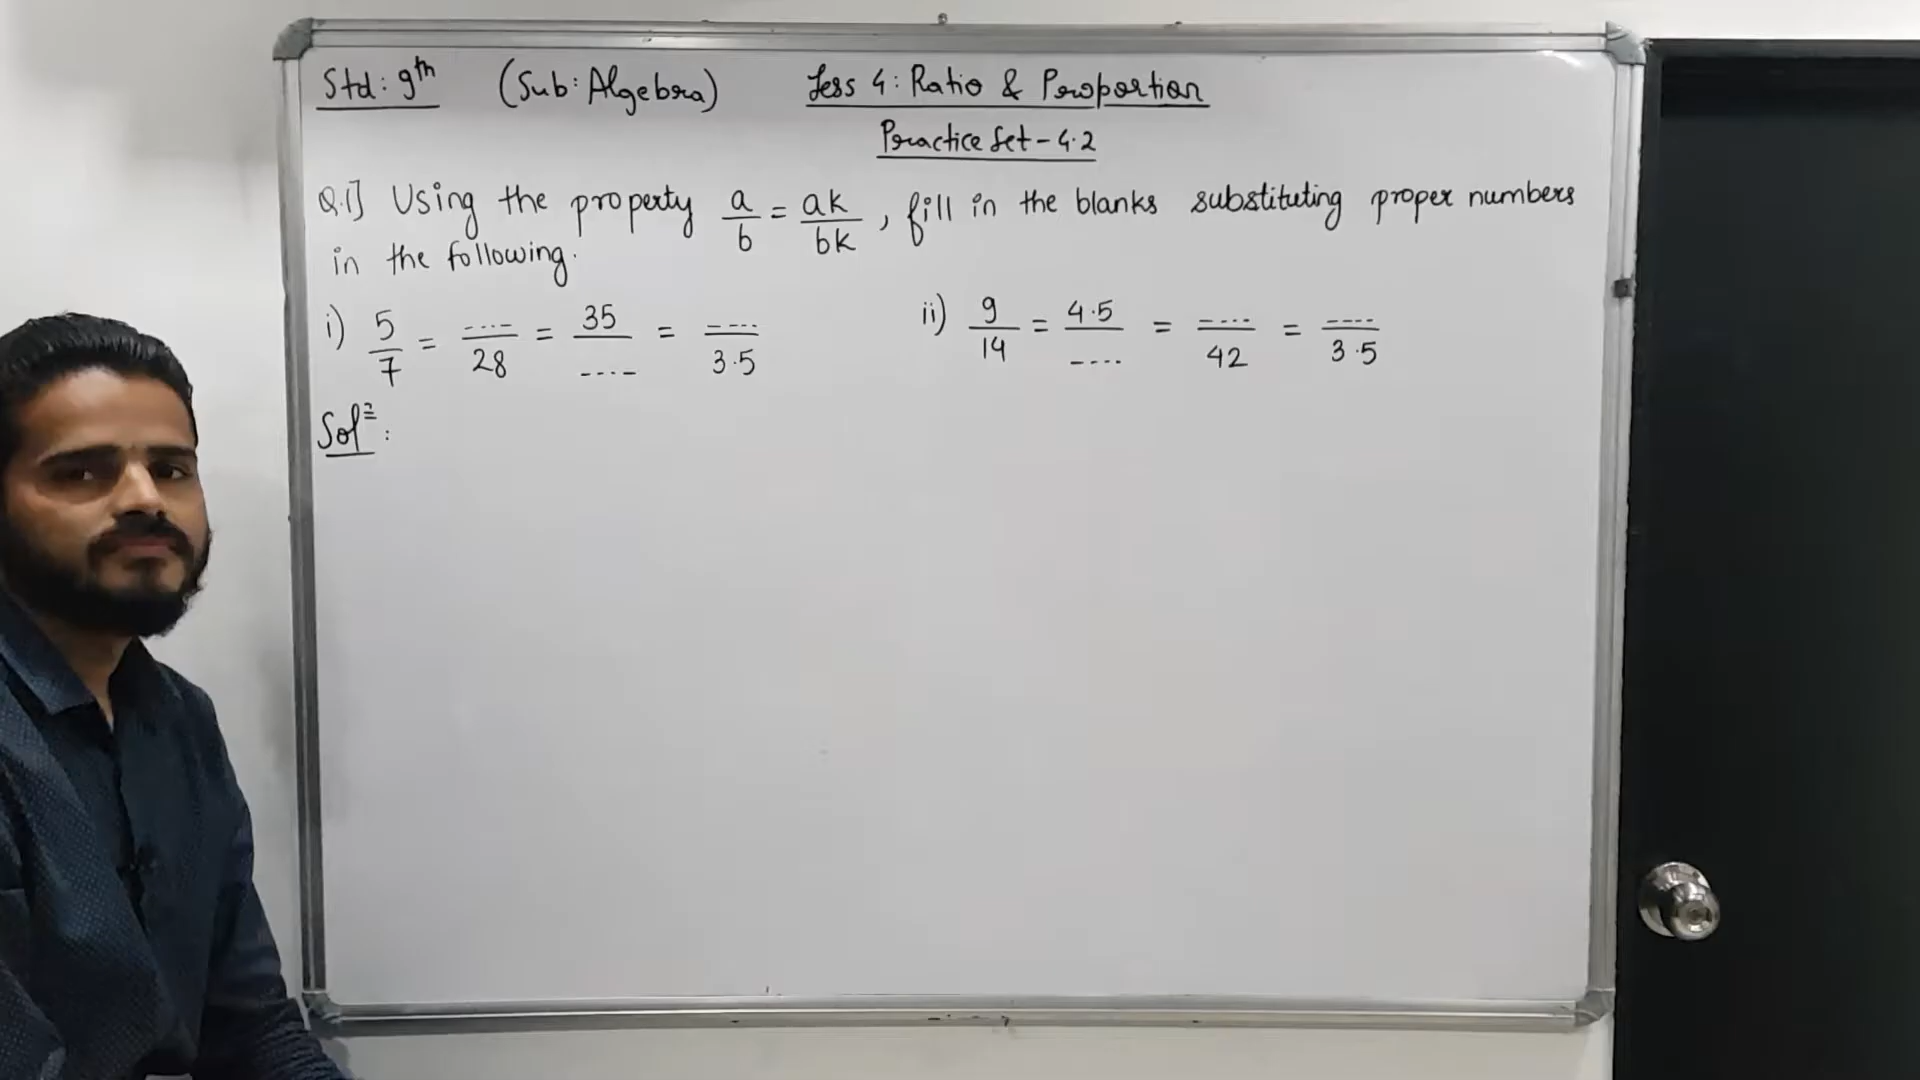 Std: 9th (Sub: Algebra) Less 4: Ratio & Proportion
Practice Set - 4.2
Q.1] Using the property a/b = ak/bk, fill in the blanks substituting proper numbers
in the following.
i) 5/7 = ..../28 = 35/.... = ..../3.5 ii) 9/14 = 4.5/.... = ..../42 = ..../3.5
Solⁿ: